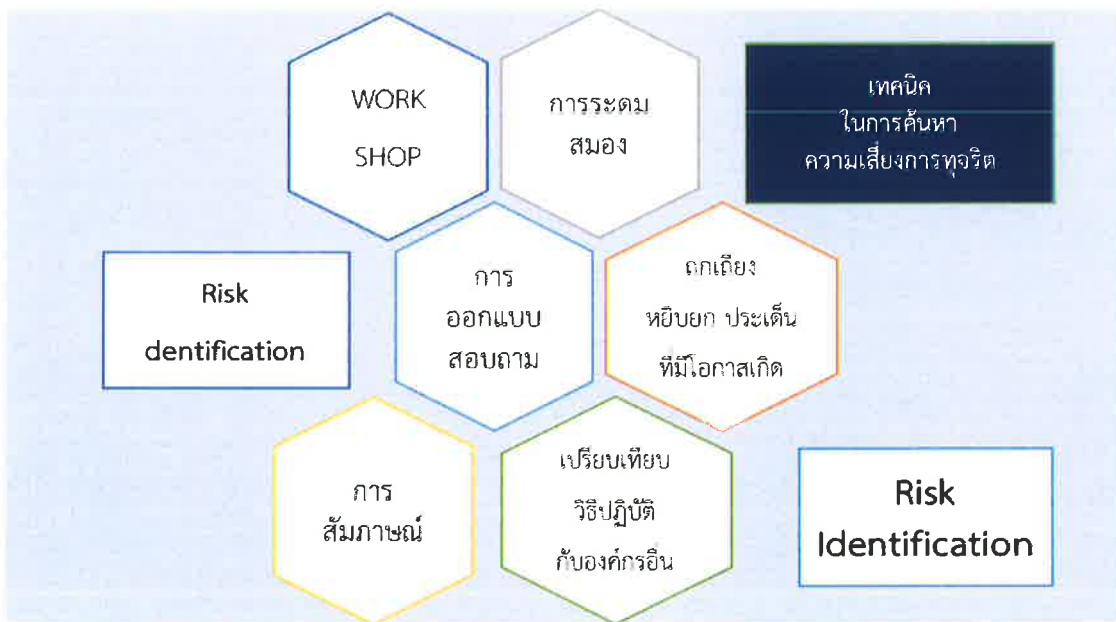 WORK
SHOP
การระดม
สมอง
เทคนิค
ในการค้นหา
ความเสี่ยงการทุจริต
Risk
dentification
การ
ออกแบบ
สอบถาม
ถกเถียง
หยิบยก ประเด็น
ที่มีโอกาสเกิด
การ
สัมภาษณ์
เปรียบเทียบ
วิธีปฏิบัติ
กับองค์กรอื่น
Risk
Identification